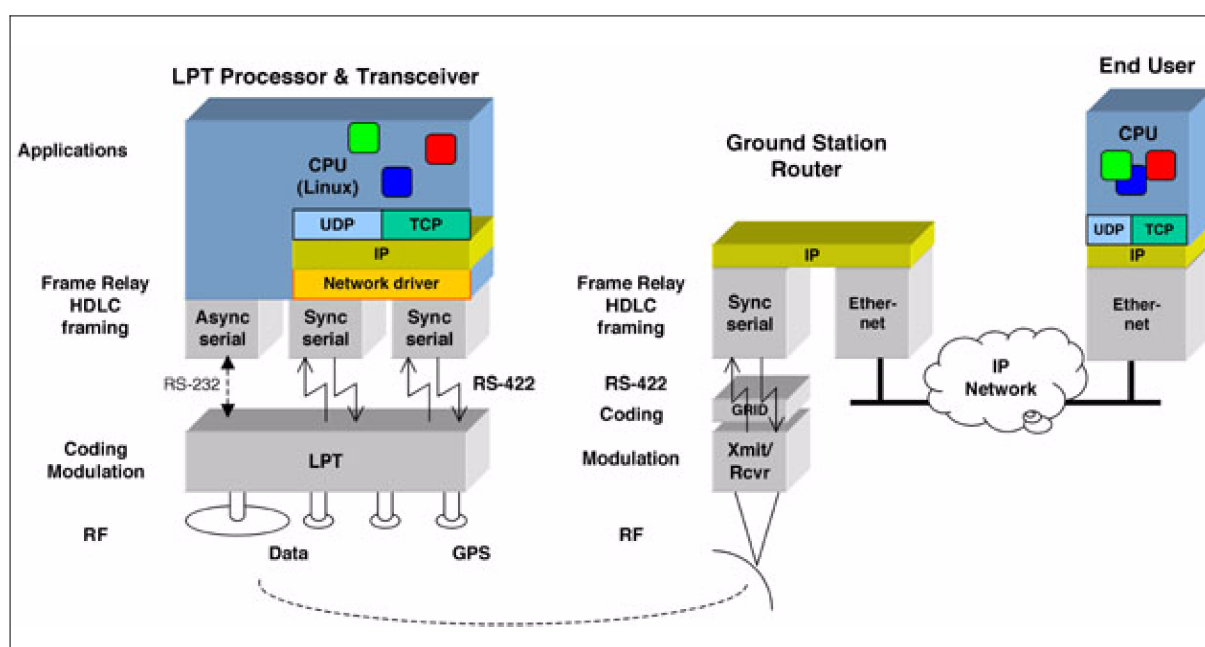 LPT Processor & Transceiver
Applications
CPU
(Linux)
UDP
TCP
IP
Network driver
Frame Relay
HDLC
framing
Async
serial
Sync
serial
Sync
serial
RS-232
RS-422
Coding
Modulation
LPT
RF
Data
GPS
Ground Station
Router
IP
Frame Relay
HDLC
framing
Sync
serial
Ether-
net
RS-422
Coding
GRID
Modulation
Xmit/
Rcvr
RF
IP
Network
End User
CPU
UDP
TCP
IP
Ether-
net